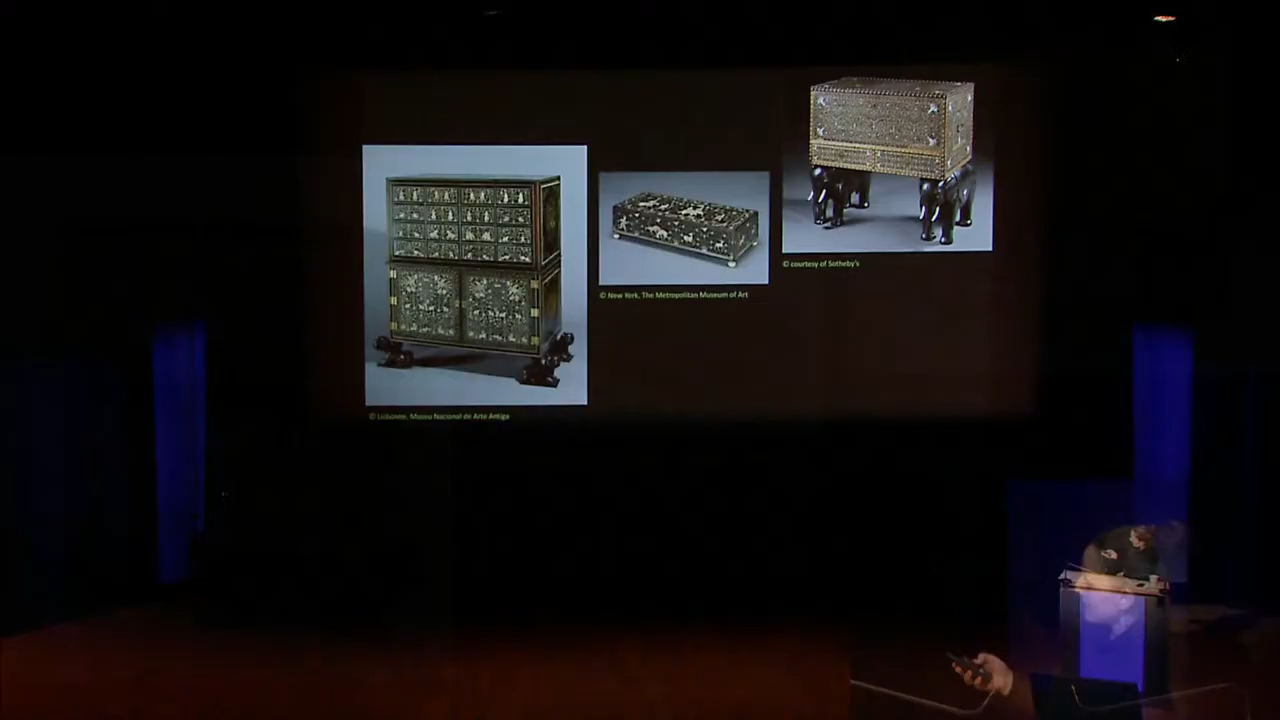 © Lisbonne, Museu Nacional de Arte Antiga
© New York, The Metropolitan Museum of Art
© courtesy of Sotheby's